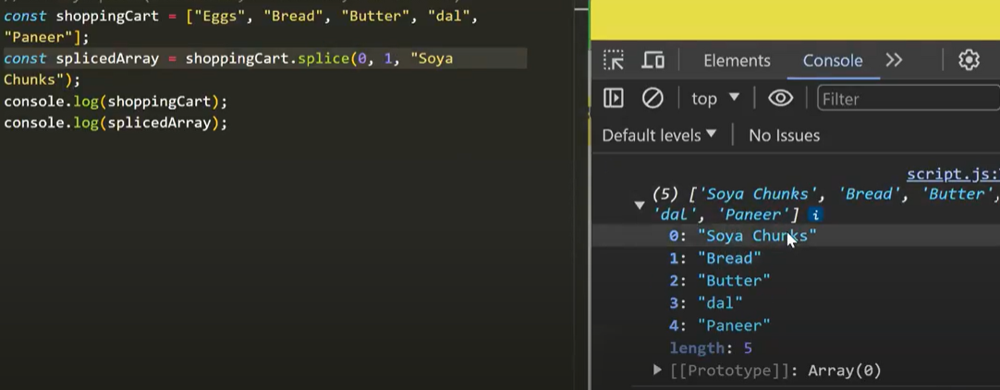 const shoppingCart = ["Eggs", "Bread", "Butter", "dal",
"Paneer"];
const splicedArray = shoppingCart.splice(0, 1, "Soya
Chunks");
console.log(shoppingCart);
console.log(splicedArray);
Elements Console
top Filter
Default levels No Issues
script.js:
(5) ['Soya Chunks', 'Bread', 'Butter',
'dal', 'Paneer'] i
0: "Soya Chunks"
1: "Bread"
2: "Butter"
3: "dal"
4: "Paneer"
length: 5
[[Prototype]]: Array(0)